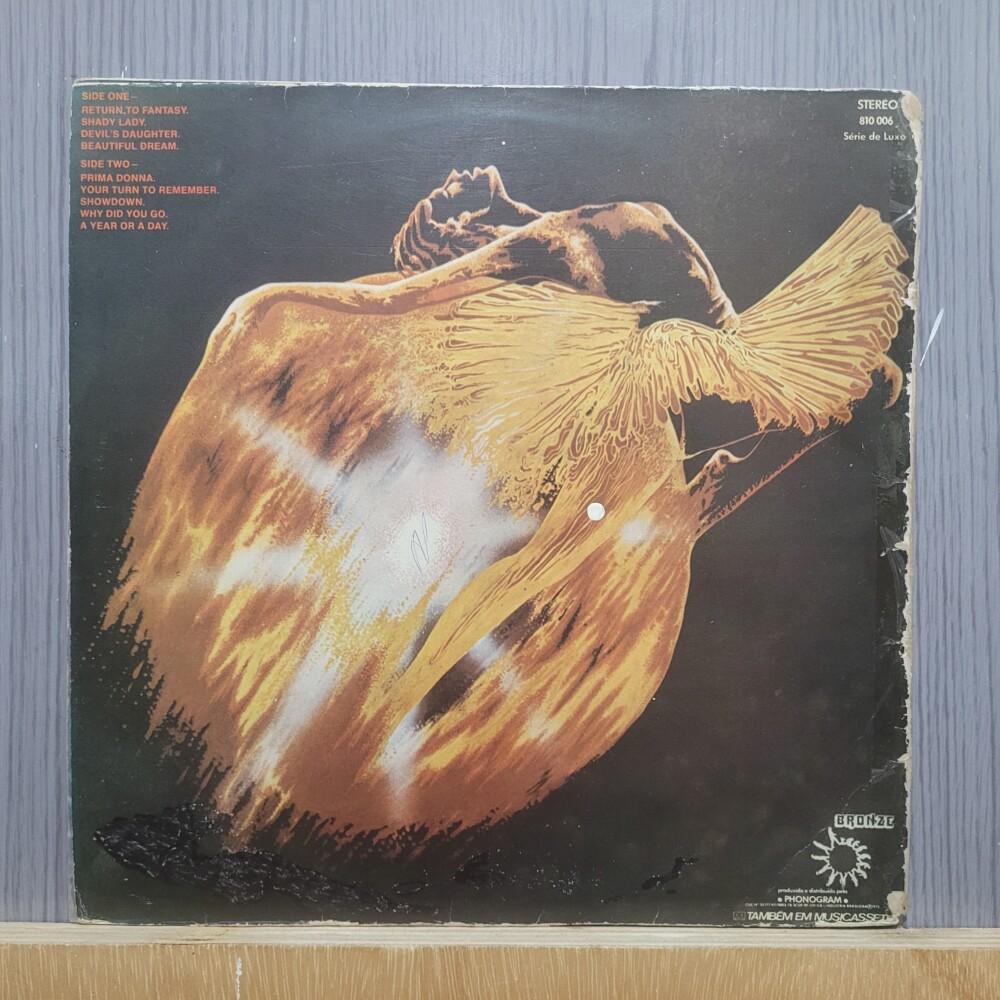 SIDE ONE–
RETURN TO FANTASY.
SHADY LADY.
DEVIL'S DAUGHTER.
BEAUTIFUL DREAM.
SIDE TWO–
PRIMA DONNA.
YOUR TURN TO REMEMBER.
SHOWDOWN.
WHY DID YOU GO.
A YEAR OR A DAY.
STEREO
810 006
Série de Luxo
BRONZE
produzido e distribuido pela
• PHONOGRAM •
TAMBÉM EM MUSICASSET